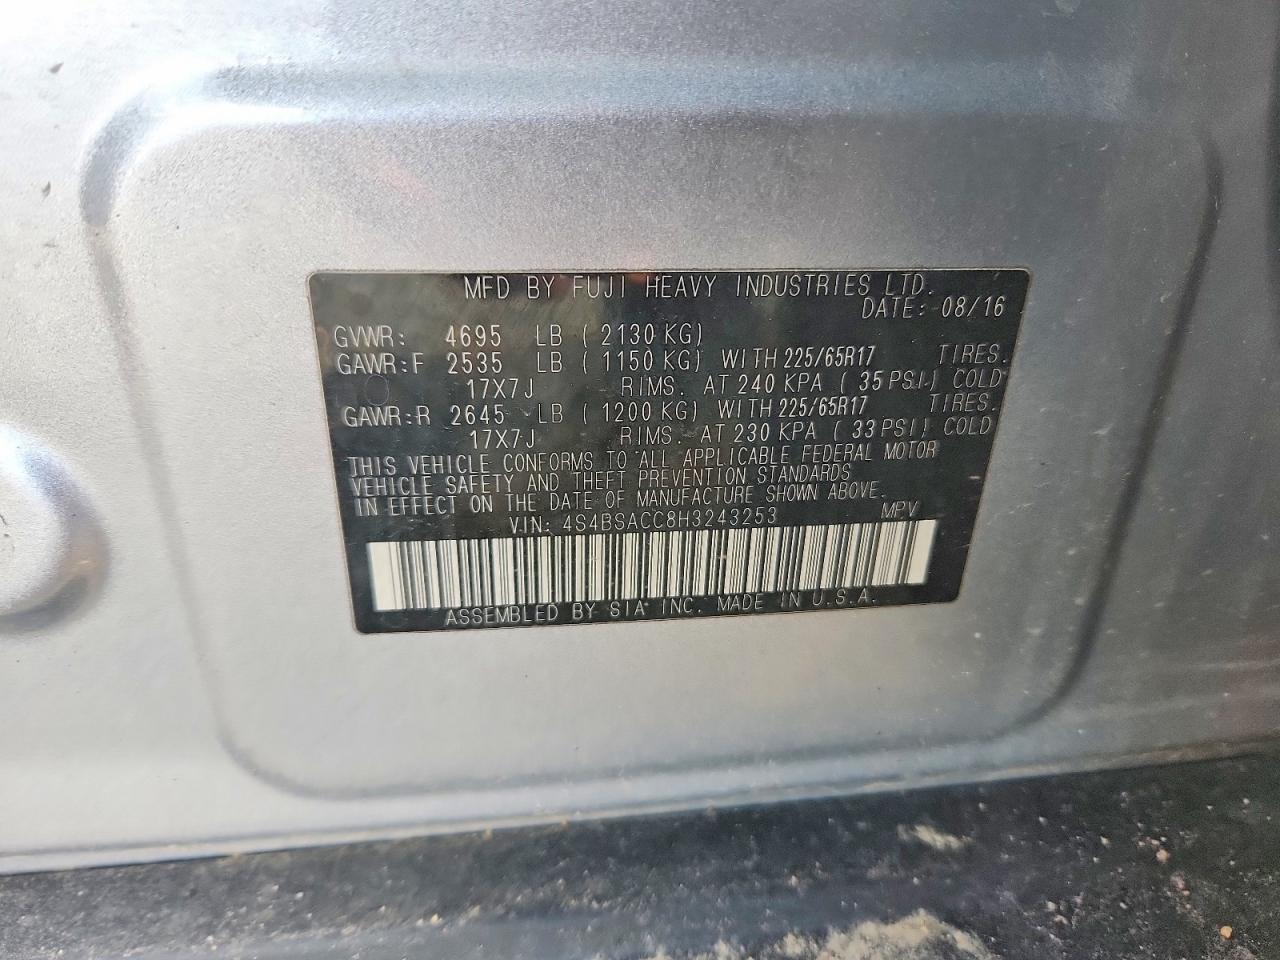 MFD BY FUJI HEAVY INDUSTRIES LTD.
DATE: 08/16
GVWR: 4695 LB ( 2130 KG)
GAWR:F 2535 LB ( 1150 KG) WITH 225/65R17 TIRES.
17X7J RIMS. AT 240 KPA ( 35 PSI) COLD
GAWR:R 2645 LB ( 1200 KG) WITH 225/65R17 TIRES.
17X7J RIMS. AT 230 KPA ( 33 PSI) COLD
THIS VEHICLE CONFORMS TO ALL APPLICABLE FEDERAL MOTOR
VEHICLE SAFETY AND THEFT PREVENTION STANDARDS
IN EFFECT ON THE DATE OF MANUFACTURE SHOWN ABOVE.
VIN: 4S4BSACC8H3243253 MPV
ASSEMBLED BY SIA INC. MADE IN U.S.A.